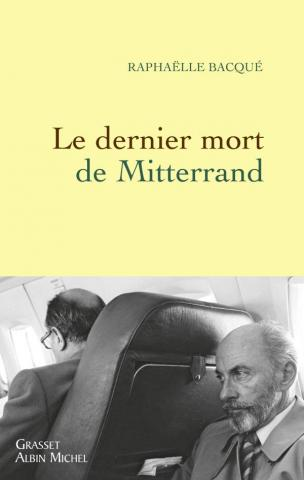 RAPHAËLLE BACQUÉ
Le dernier mort
de Mitterrand
GRASSET
ALBIN MICHEL